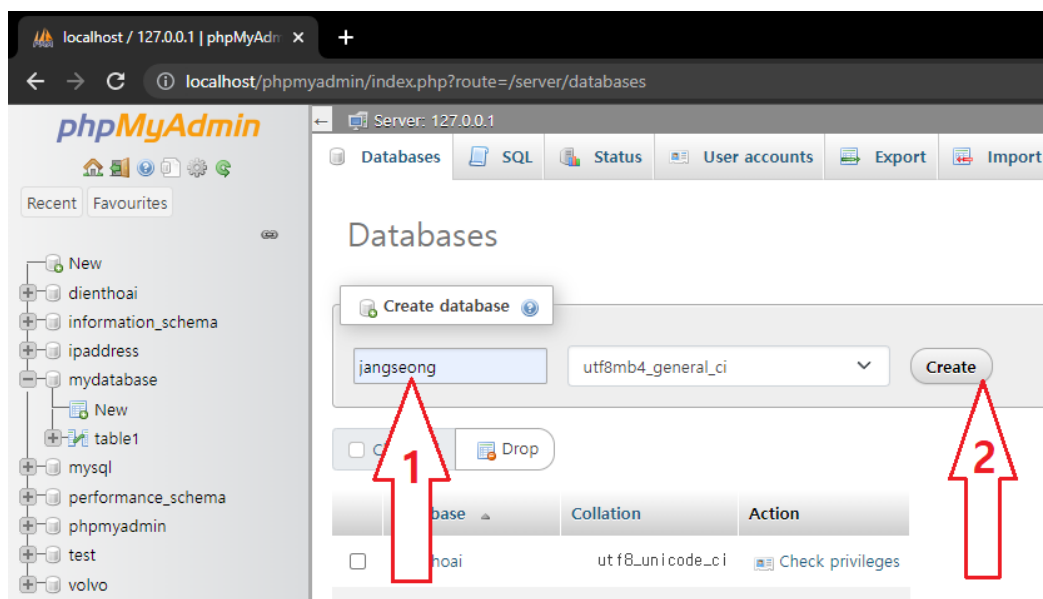 localhost / 127.0.0.1 | phpMyAdm
localhost/phpmyadmin/index.php?route=/server/databases
phpMyAdmin
Server: 127.0.0.1
Databases SQL Status User accounts Export Import
Recent Favourites
New
dienthoai
information_schema
ipaddress
mydatabase
New
table1
mysql
performance_schema
phpmyadmin
test
volvo
Databases
Create database
jangseong utf8mb4_general_ci Create
Drop
1
2
Collation Action
utf8_unicode_ci Check privileges